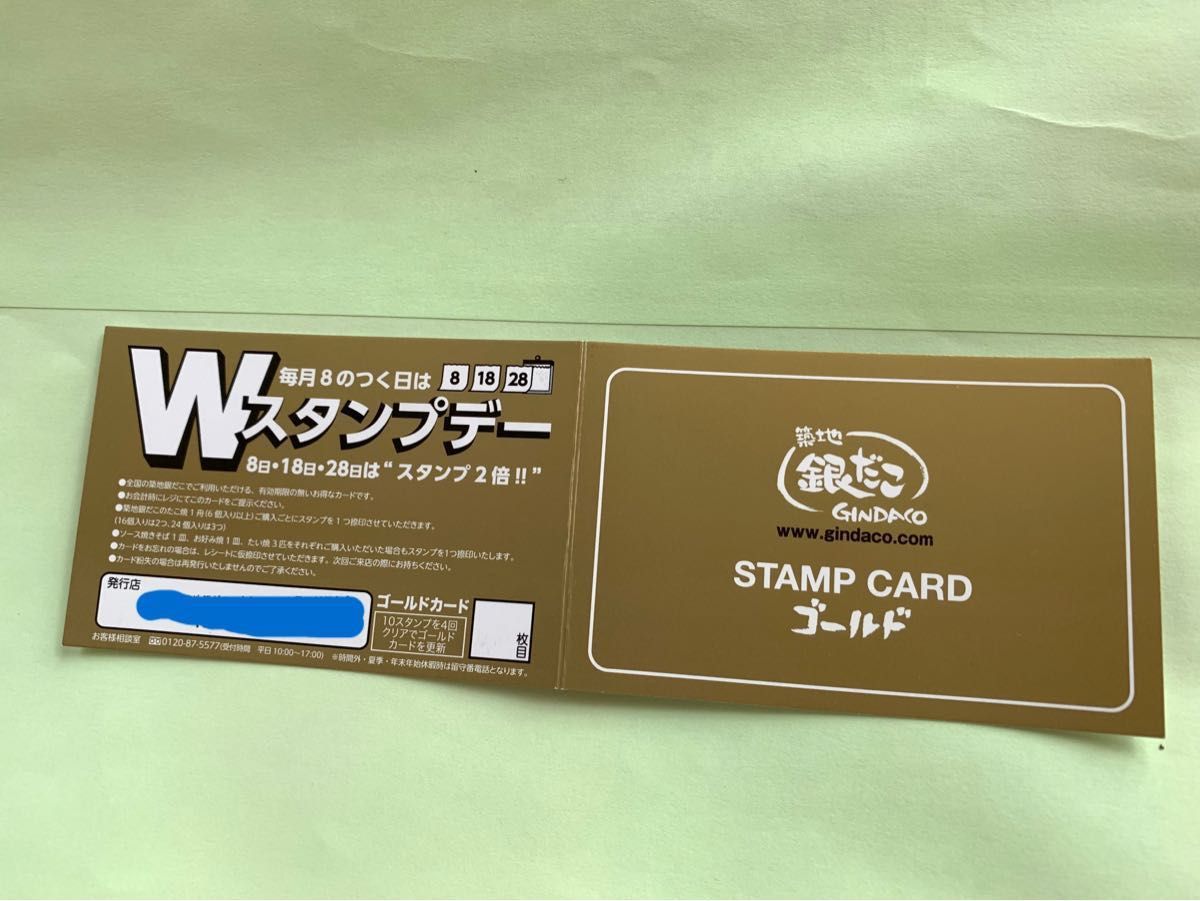 毎月8のつく日は 8 18 28
Wスタンプデー
8日・18日・28日は“スタンプ2倍!!”
●全国の築地銀だこでご利用いただける、有効期限の無いお得なカードです。
●お会計時にレジにてこのカードをご提示ください。
●築地銀だこのたこ焼1舟(6個入り以上)ご購入ごとにスタンプを1つ捺印させていただきます。
(16個入りは2つ、24個入りは3つ)
●ソース焼きそば1皿、お好み焼1皿、たい焼3匹をそれぞれご購入いただいた場合もスタンプを1つ捺印いたします。
●カードをお忘れの場合は、レシートに仮捺印させていただきます。次回ご来店の際にお持ちください。
●カード紛失の場合は再発行いたしませんのでご了承ください。
発行店
ゴールドカード
10スタンプを4回
クリアでゴールド
カードを更新
枚目
お客様相談室 0120-87-5577(受付時間 平日10:00~17:00) ※時間外・夏季・年末年始休暇時は留守番電話となります。
築地
銀だこ
GINDACO
www.gindaco.com
STAMP CARD
ゴールド